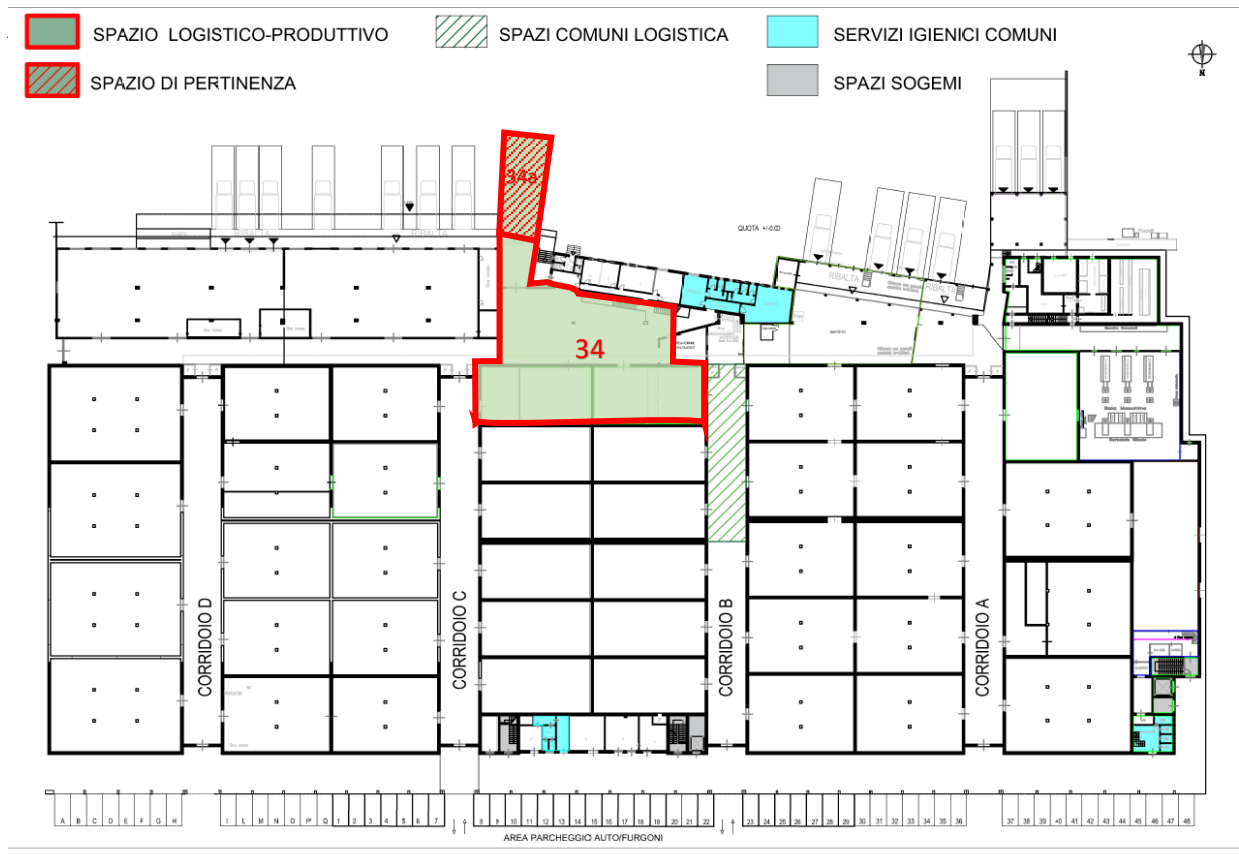 SPAZIO LOGISTICO-PRODUTTIVO
SPAZI COMUNI LOGISTICA
SERVIZI IGIENICI COMUNI
SPAZIO DI PERTINENZA
SPAZI SOGEMI
N
34a
QUOTA +/-0.00
RIBALTA
RIBALTA
RIBALTA
RIBALTA
34
Sala Macchine
CORRIDOIO D
CORRIDOIO C
CORRIDOIO B
CORRIDOIO A
A B C D E F G H
I L M N O P Q 1 2 3 4 5 6 7
8 9 10 11 12 13 14 15 16 17 18 19 20 21 22
23 24 25 26 27 28 29 30 31 32 33 34 35 36
37 38 39 40 41 42 43 44 45 46 47 48
AREA PARCHEGGIO AUTO/FURGONI